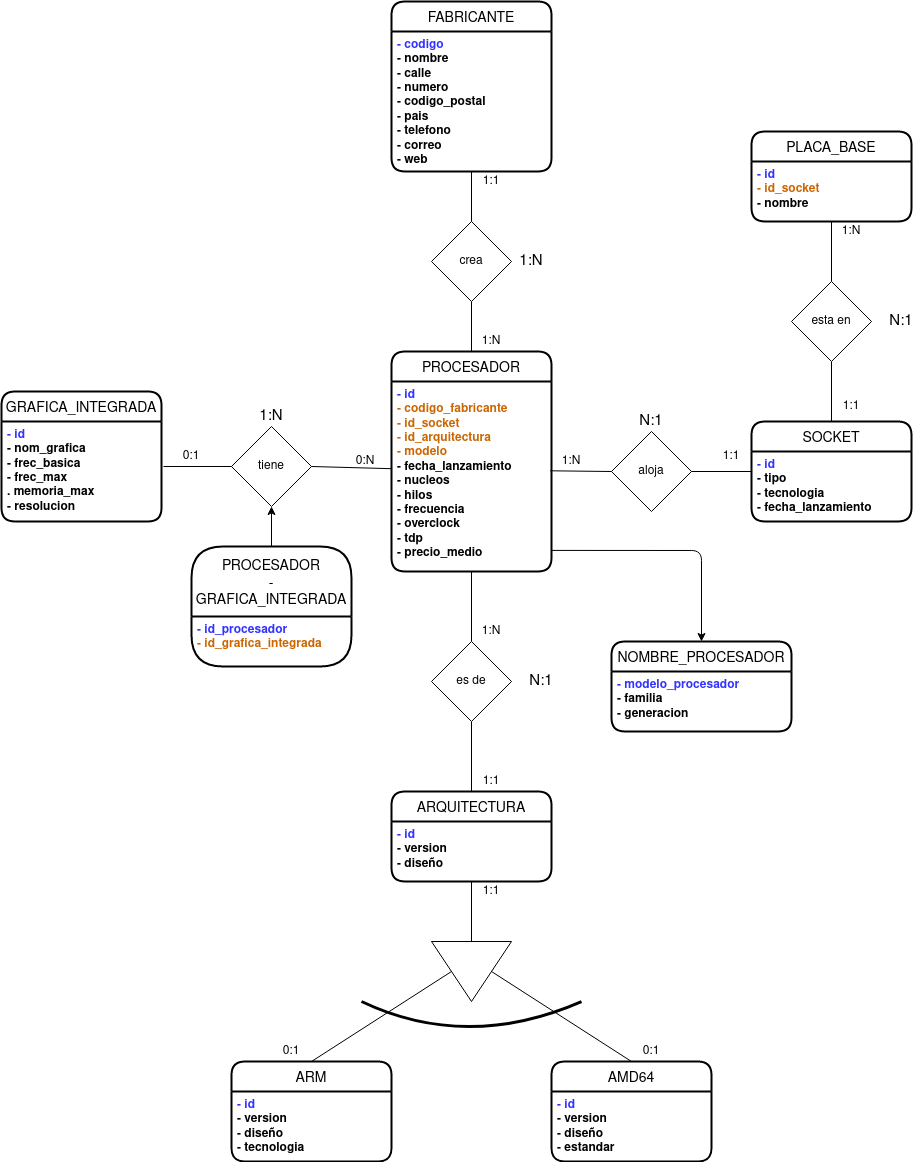 FABRICANTE
- codigo
- nombre
- calle
- numero
- codigo_postal
- pais
- telefono
- correo
- web
1:1
crea
1:N
1:N
PLACA_BASE
- id
- id_socket
- nombre
1:N
esta en
N:1
1:1
SOCKET
- id
- tipo
- tecnologia
- fecha_lanzamiento
PROCESADOR
- id
- codigo_fabricante
- id_socket
- id_arquitectura
- modelo
- fecha_lanzamiento
- nucleos
- hilos
- frecuencia
- overclock
- tdp
- precio_medio
N:1
1:N
aloja
1:1
GRAFICA_INTEGRADA
- id
- nom_grafica
- frec_basica
- frec_max
. memoria_max
- resolucion
1:N
0:1
tiene
0:N
PROCESADOR
-
GRAFICA_INTEGRADA
- id_procesador
- id_grafica_integrada
NOMBRE_PROCESADOR
- modelo_procesador
- familia
- generacion
1:N
es de
N:1
1:1
ARQUITECTURA
- id
- version
- diseño
1:1
0:1
0:1
ARM
- id
- version
- diseño
- tecnologia
AMD64
- id
- version
- diseño
- estandar